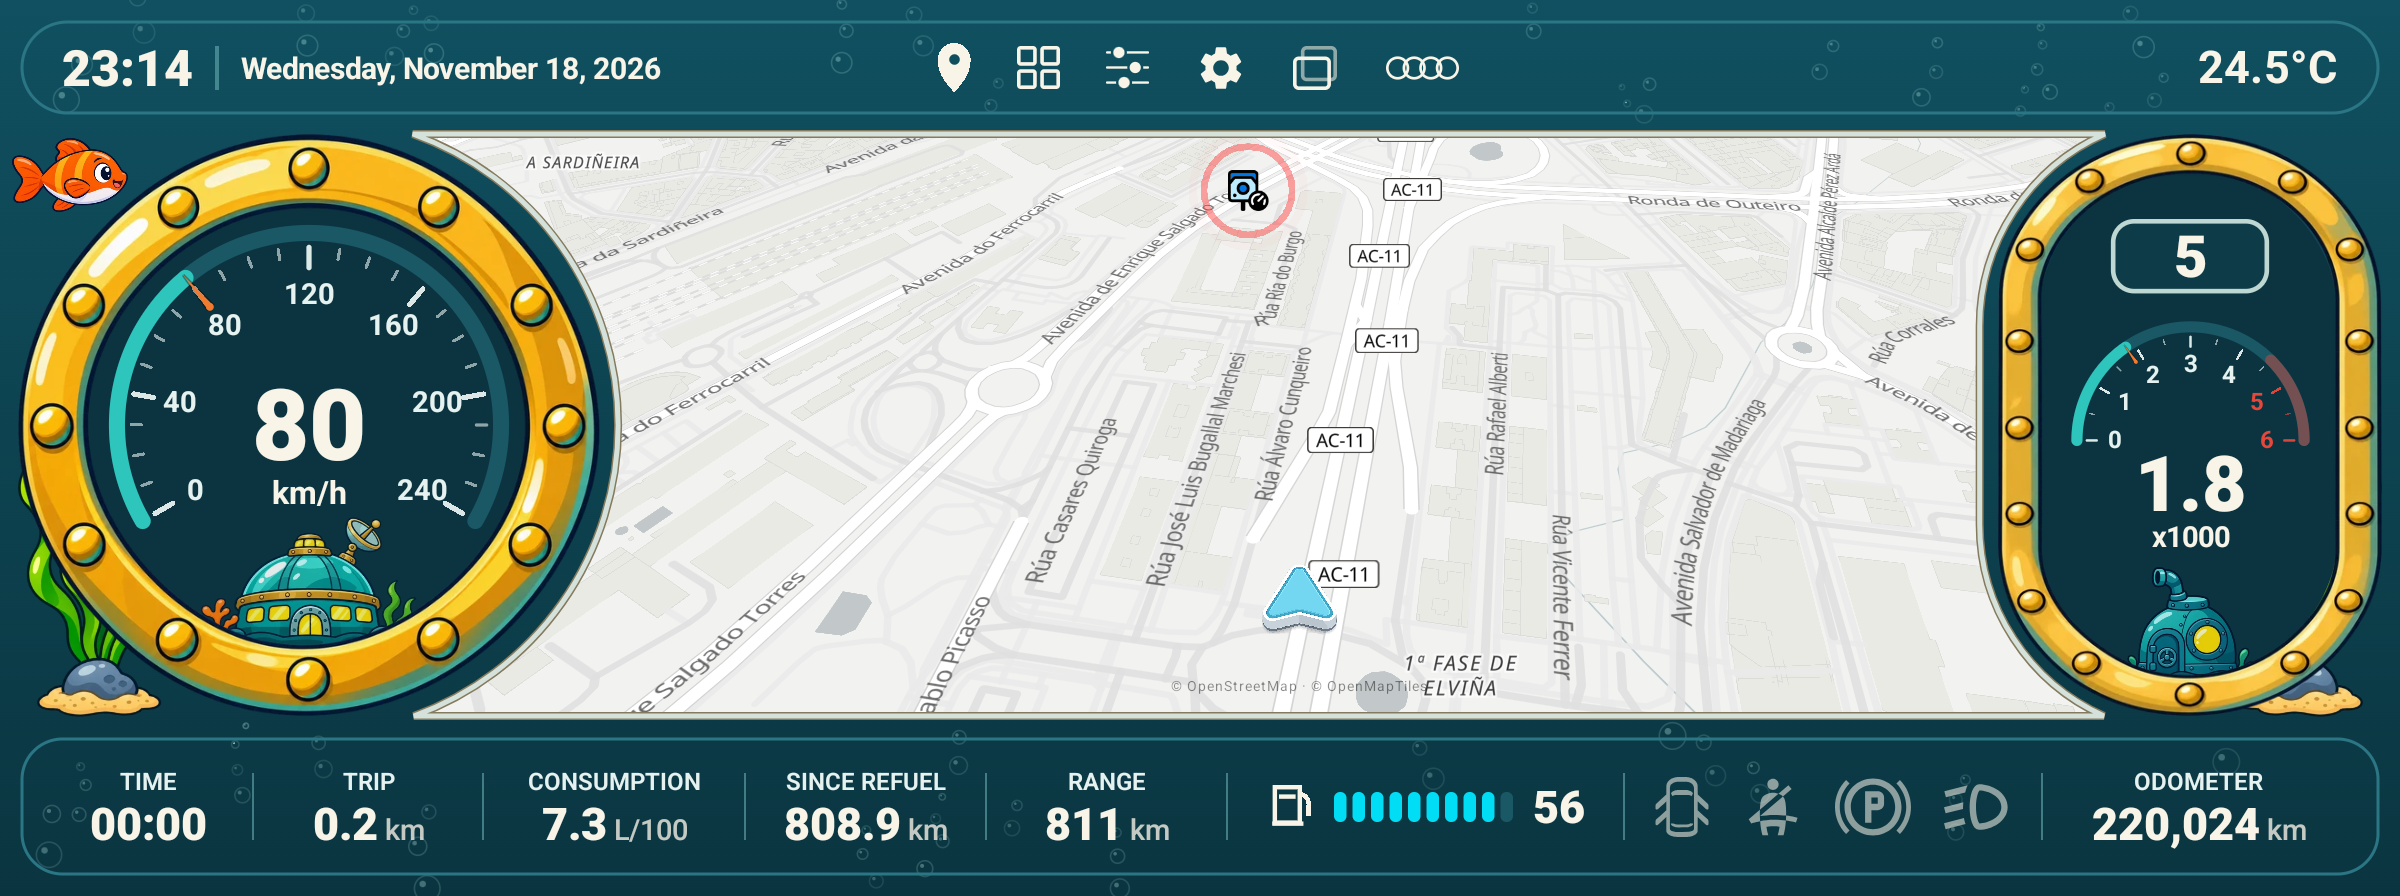 23:14
Wednesday, November 18, 2026
24.5°C
A SARDIÑEIRA
Avenida da
da Sardiñeira
Avenida do Ferrocarril
Avenida de Enrique Salgado To
AC-11
Ronda de Outeiro
Avenida Alcalde Pérez Ardá
Ronda d
AC-11
Rúa Ría do Burgo
AC-11
Rúa Corrales
Avenida de
do Ferrocarril
Rúa Casares Quiroga
Rúa José Luis Bugallal Marchesi
Rúa Álvaro Cunqueiro
AC-11
Rúa Rafael Alberti
Avenida Salvador de Madariaga
Rúa Vicente Ferrer
AC-11
e Salgado Torres
ablo Picasso
1ª FASE DE
ELVIÑA
© OpenStreetMap · © OpenMapTiles
0
40
80
120
160
200
240
80
km/h
5
0
1
2
3
4
5
6
1.8
x1000
TIME
00:00
TRIP
0.2 km
CONSUMPTION
7.3 L/100
SINCE REFUEL
808.9 km
RANGE
811 km
56
P
ODOMETER
220,024 km